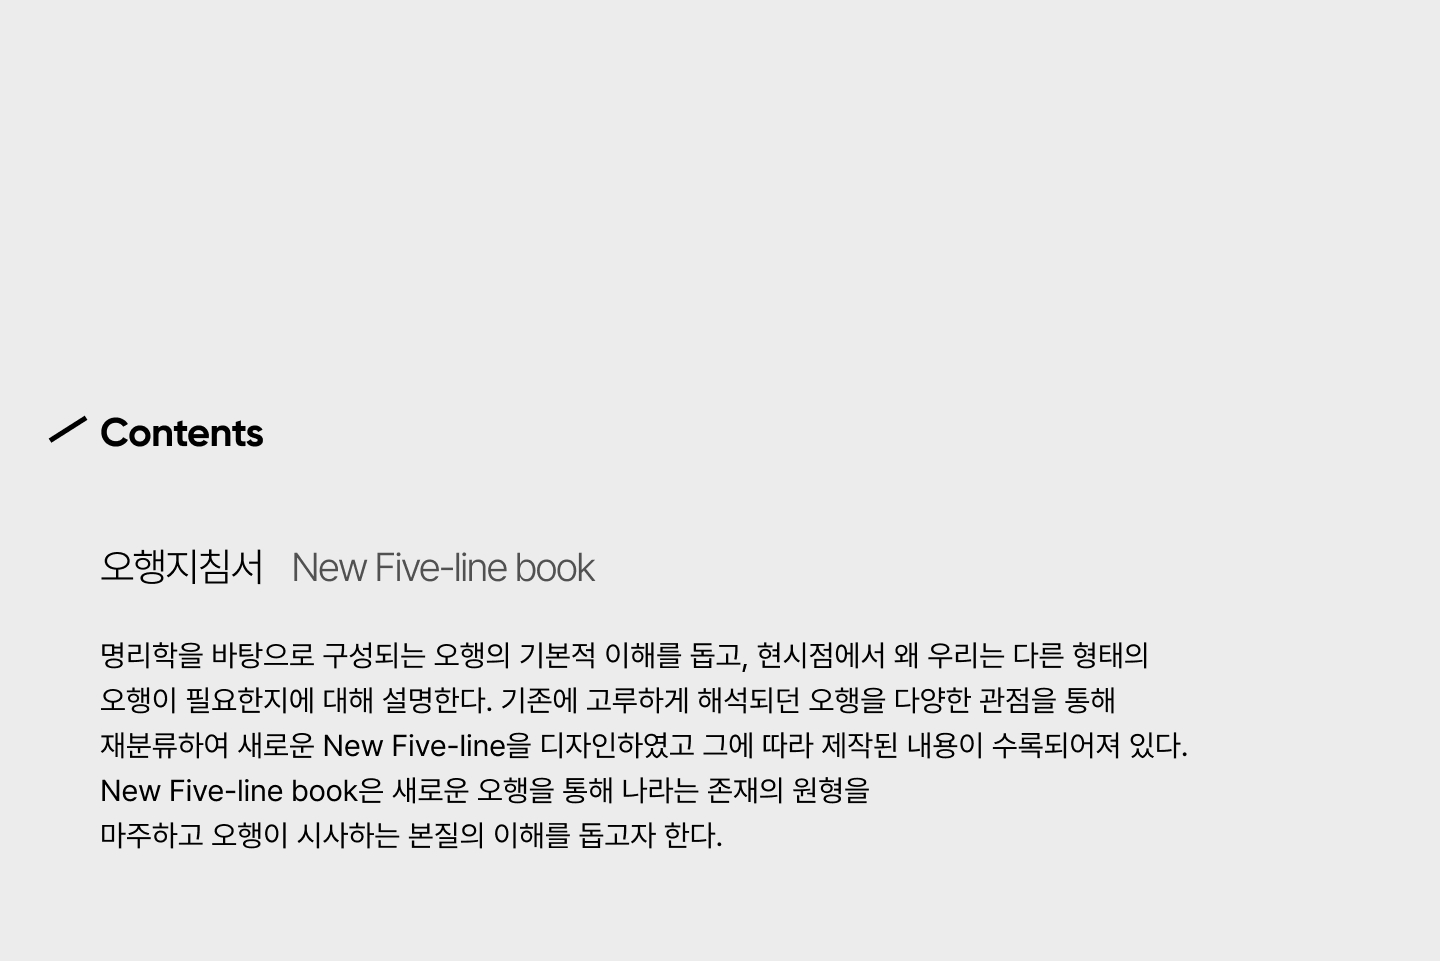 Contents
오행지침서 New Five-line book
명리학을 바탕으로 구성되는 오행의 기본적 이해를 돕고, 현시점에서 왜 우리는 다른 형태의
오행이 필요한지에 대해 설명한다. 기존에 고루하게 해석되던 오행을 다양한 관점을 통해
재분류하여 새로운 New Five-line을 디자인하였고 그에 따라 제작된 내용이 수록되어져 있다.
New Five-line book은 새로운 오행을 통해 나라는 존재의 원형을
마주하고 오행이 시사하는 본질의 이해를 돕고자 한다.